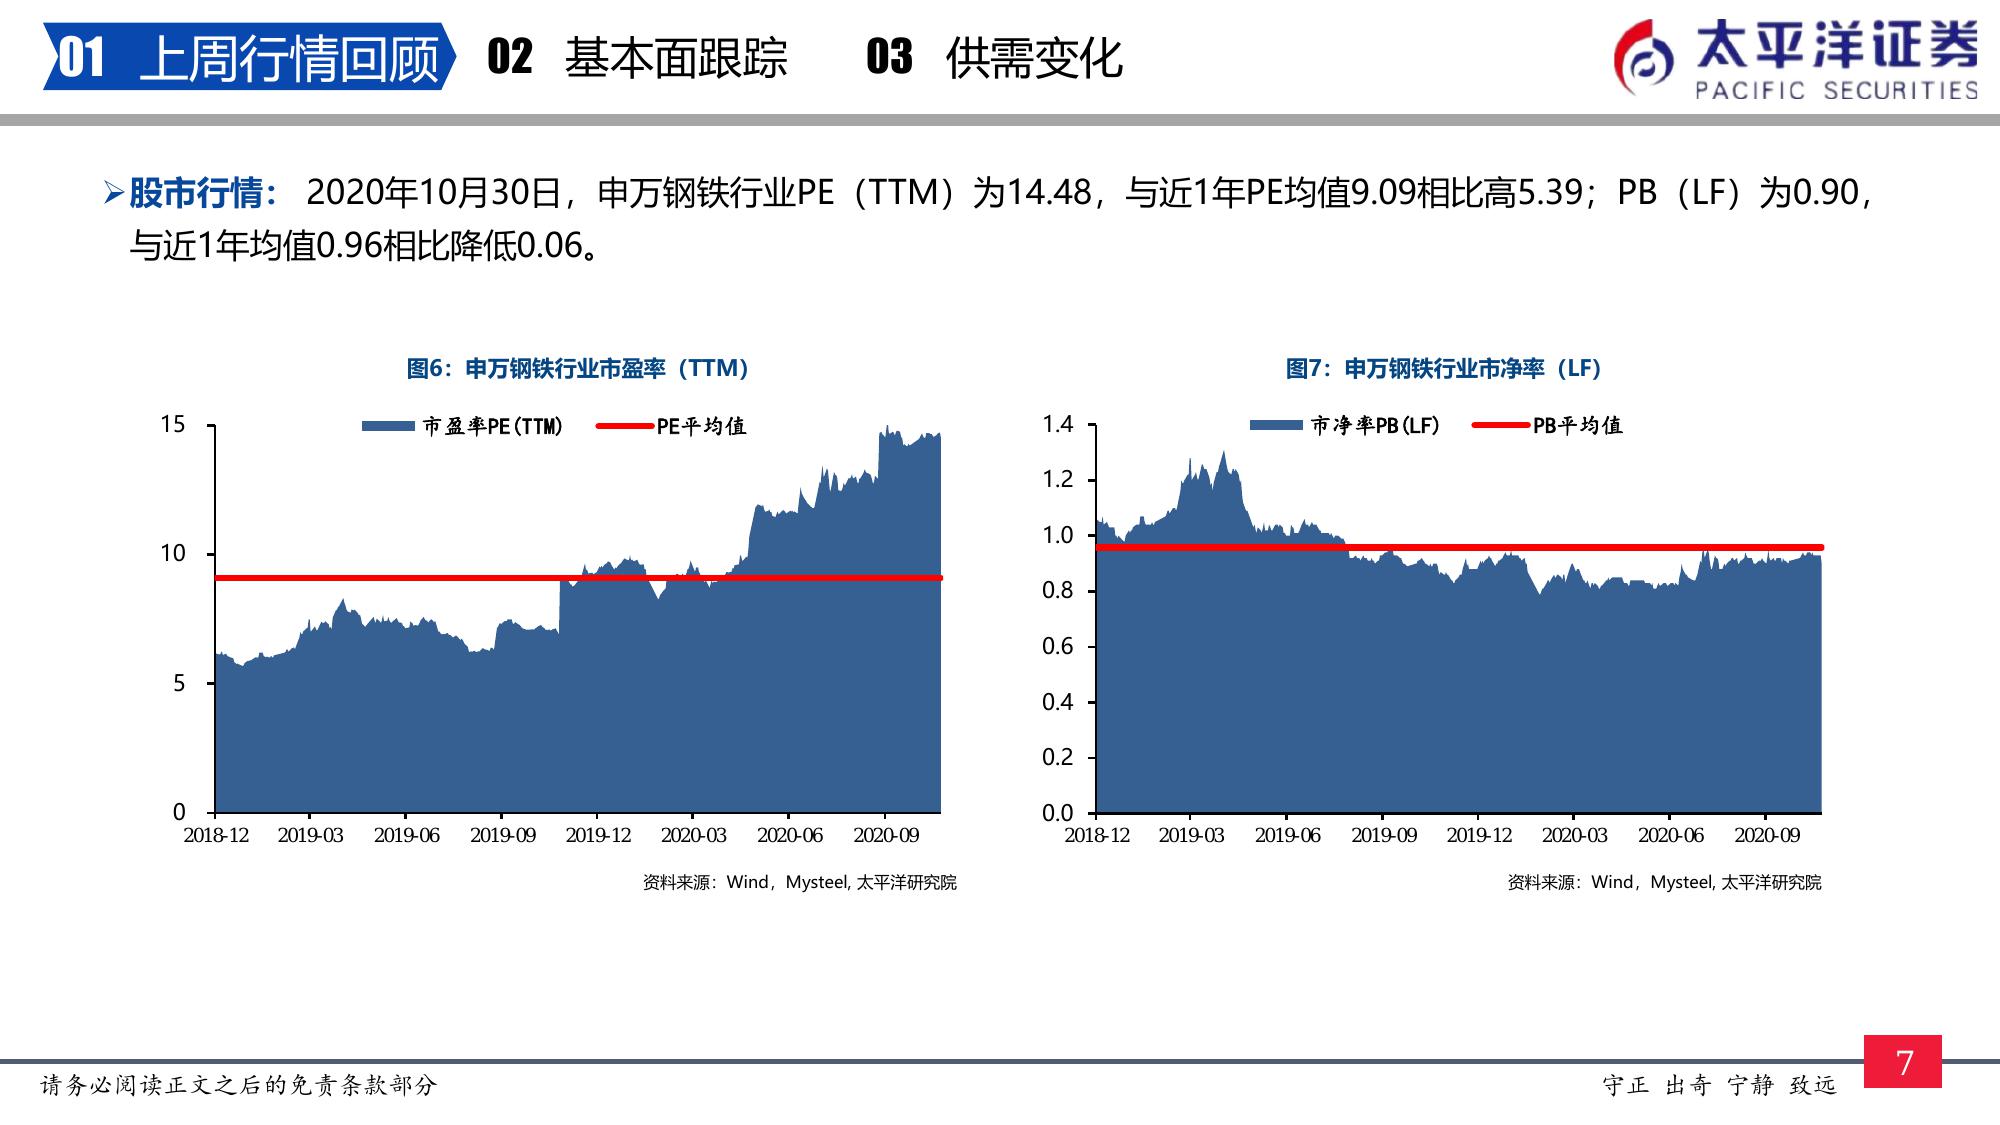 01 上周行情回顾 02 基本面跟踪 03 供需变化
太平洋证券
PACIFIC SECURITIES
➢股市行情： 2020年10月30日，申万钢铁行业PE（TTM）为14.48，与近1年PE均值9.09相比高5.39；PB（LF）为0.90，
与近1年均值0.96相比降低0.06。
图6：申万钢铁行业市盈率（TTM）
市盈率PE(TTM) PE平均值
15
10
5
0
2018-12 2019-03 2019-06 2019-09 2019-12 2020-03 2020-06 2020-09
资料来源：Wind，Mysteel, 太平洋研究院
图7：申万钢铁行业市净率（LF）
市净率PB(LF) PB平均值
1.4
1.2
1.0
0.8
0.6
0.4
0.2
0.0
2018-12 2019-03 2019-06 2019-09 2019-12 2020-03 2020-06 2020-09
资料来源：Wind，Mysteel, 太平洋研究院
请务必阅读正文之后的免责条款部分
守正 出奇 宁静 致远
7